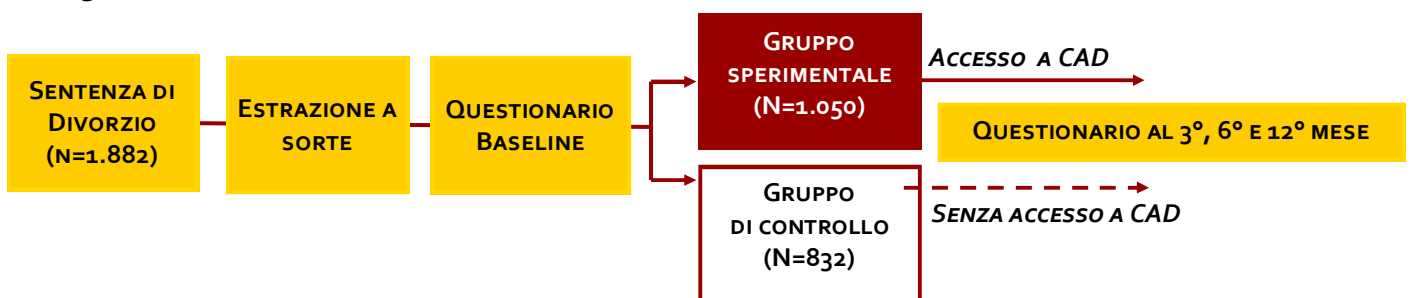 Sentenza di
Divorzio
(n=1.882)
Estrazione a
sorte
Questionario
Baseline
Gruppo
sperimentale
(N=1.050)
Accesso a CAD
Questionario al 3°, 6° e 12° mese
Gruppo
di controllo
(N=832)
Senza accesso a CAD